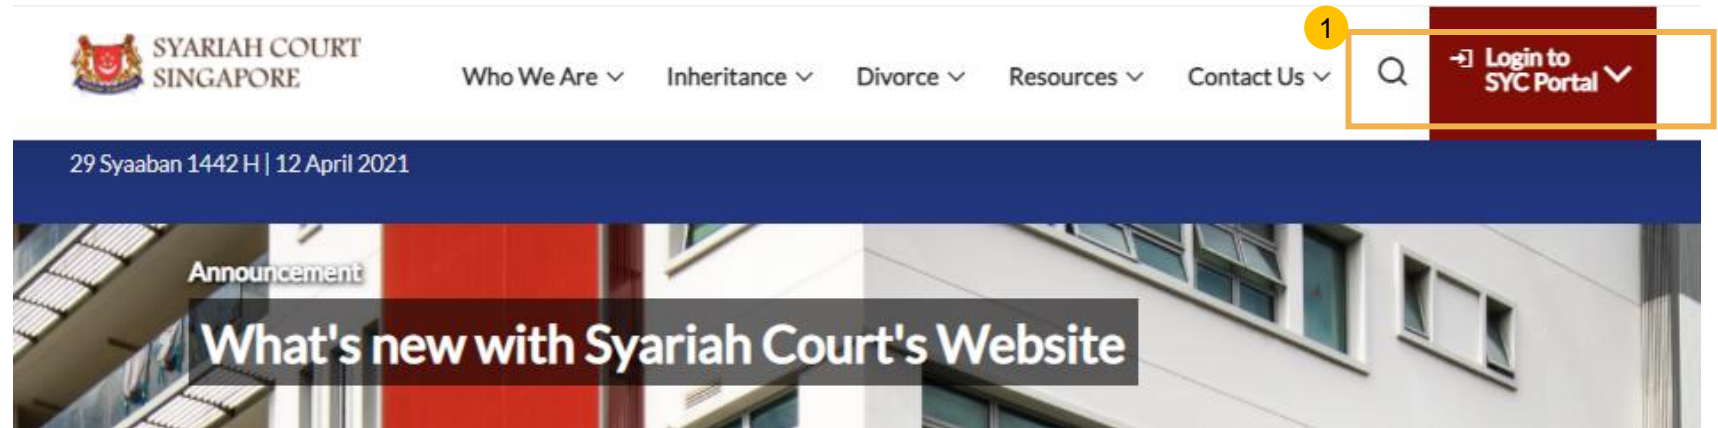 1
SYARIAH COURT
SINGAPORE
Who We Are
Inheritance
Divorce
Resources
Contact Us
Login to
SYC Portal
29 Syaaban 1442 H | 12 April 2021
Announcement
What's new with Syariah Court's Website